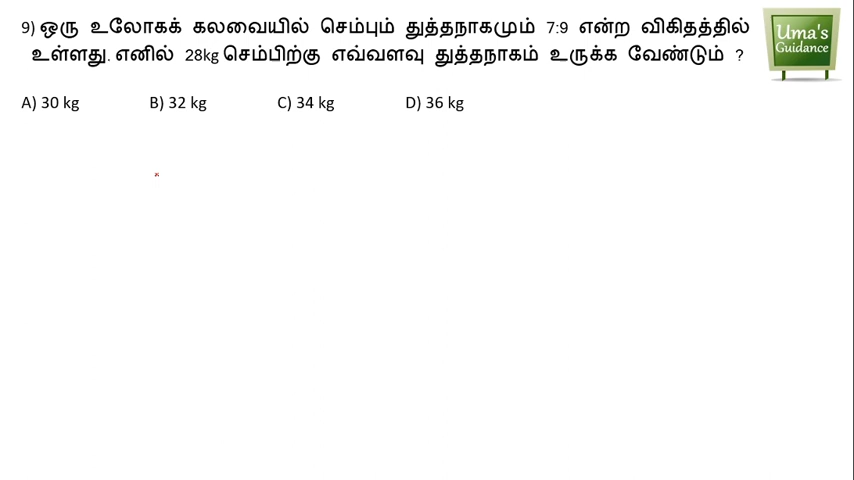 9) ஒரு உலோகக் கலவையில் செம்பும் துத்தநாகமும் 7:9 என்ற விகிதத்தில்
உள்ளது. எனில் 28kg செம்பிற்கு எவ்வளவு துத்தநாகம் உருக்க வேண்டும் ?
Uma's
Guidance
A) 30 kg B) 32 kg C) 34 kg D) 36 kg